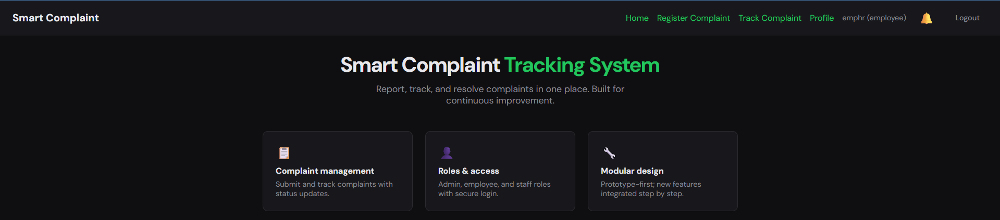 Smart Complaint
Home Register Complaint Track Complaint Profile emphr (employee) Logout
Smart Complaint Tracking System
Report, track, and resolve complaints in one place. Built for
continuous improvement.
Complaint management
Submit and track complaints with
status updates.
Roles & access
Admin, employee, and staff roles
with secure login.
Modular design
Prototype-first; new features
integrated step by step.